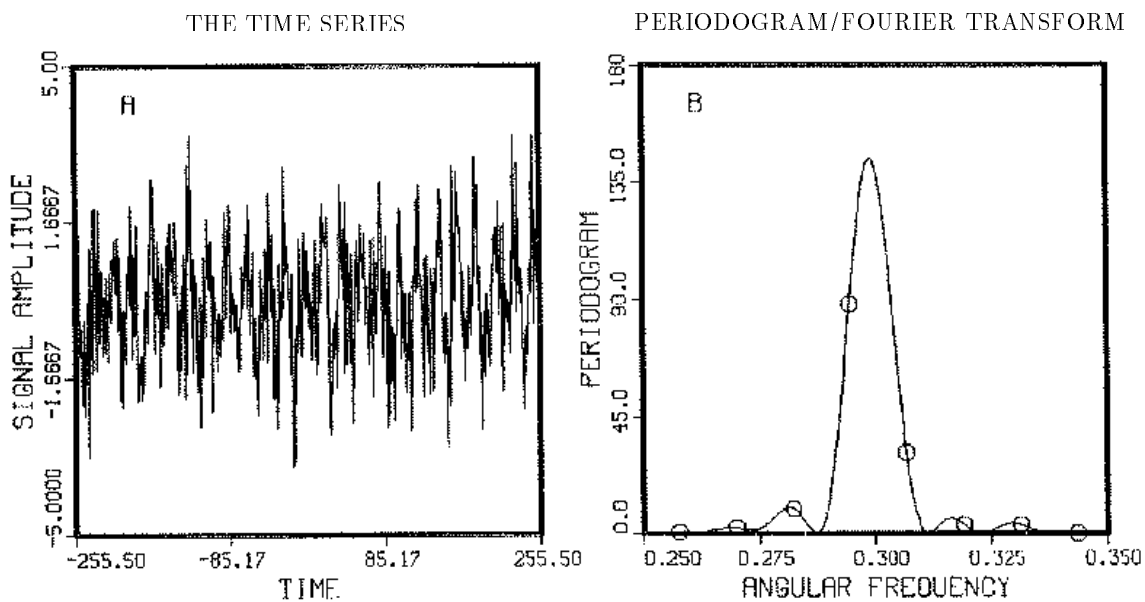 THE TIME SERIES
PERIODOGRAM/FOURIER TRANSFORM
A
5.00
1.6667
-1.6667
-5.0000
SIGNAL AMPLITUDE
-255.50
-85.17
85.17
255.50
TIME
B
180
135.0
90.0
45.0
0.0
PERIODOGRAM
0.250
0.275
0.300
0.325
0.350
ANGULAR FREQUENCY